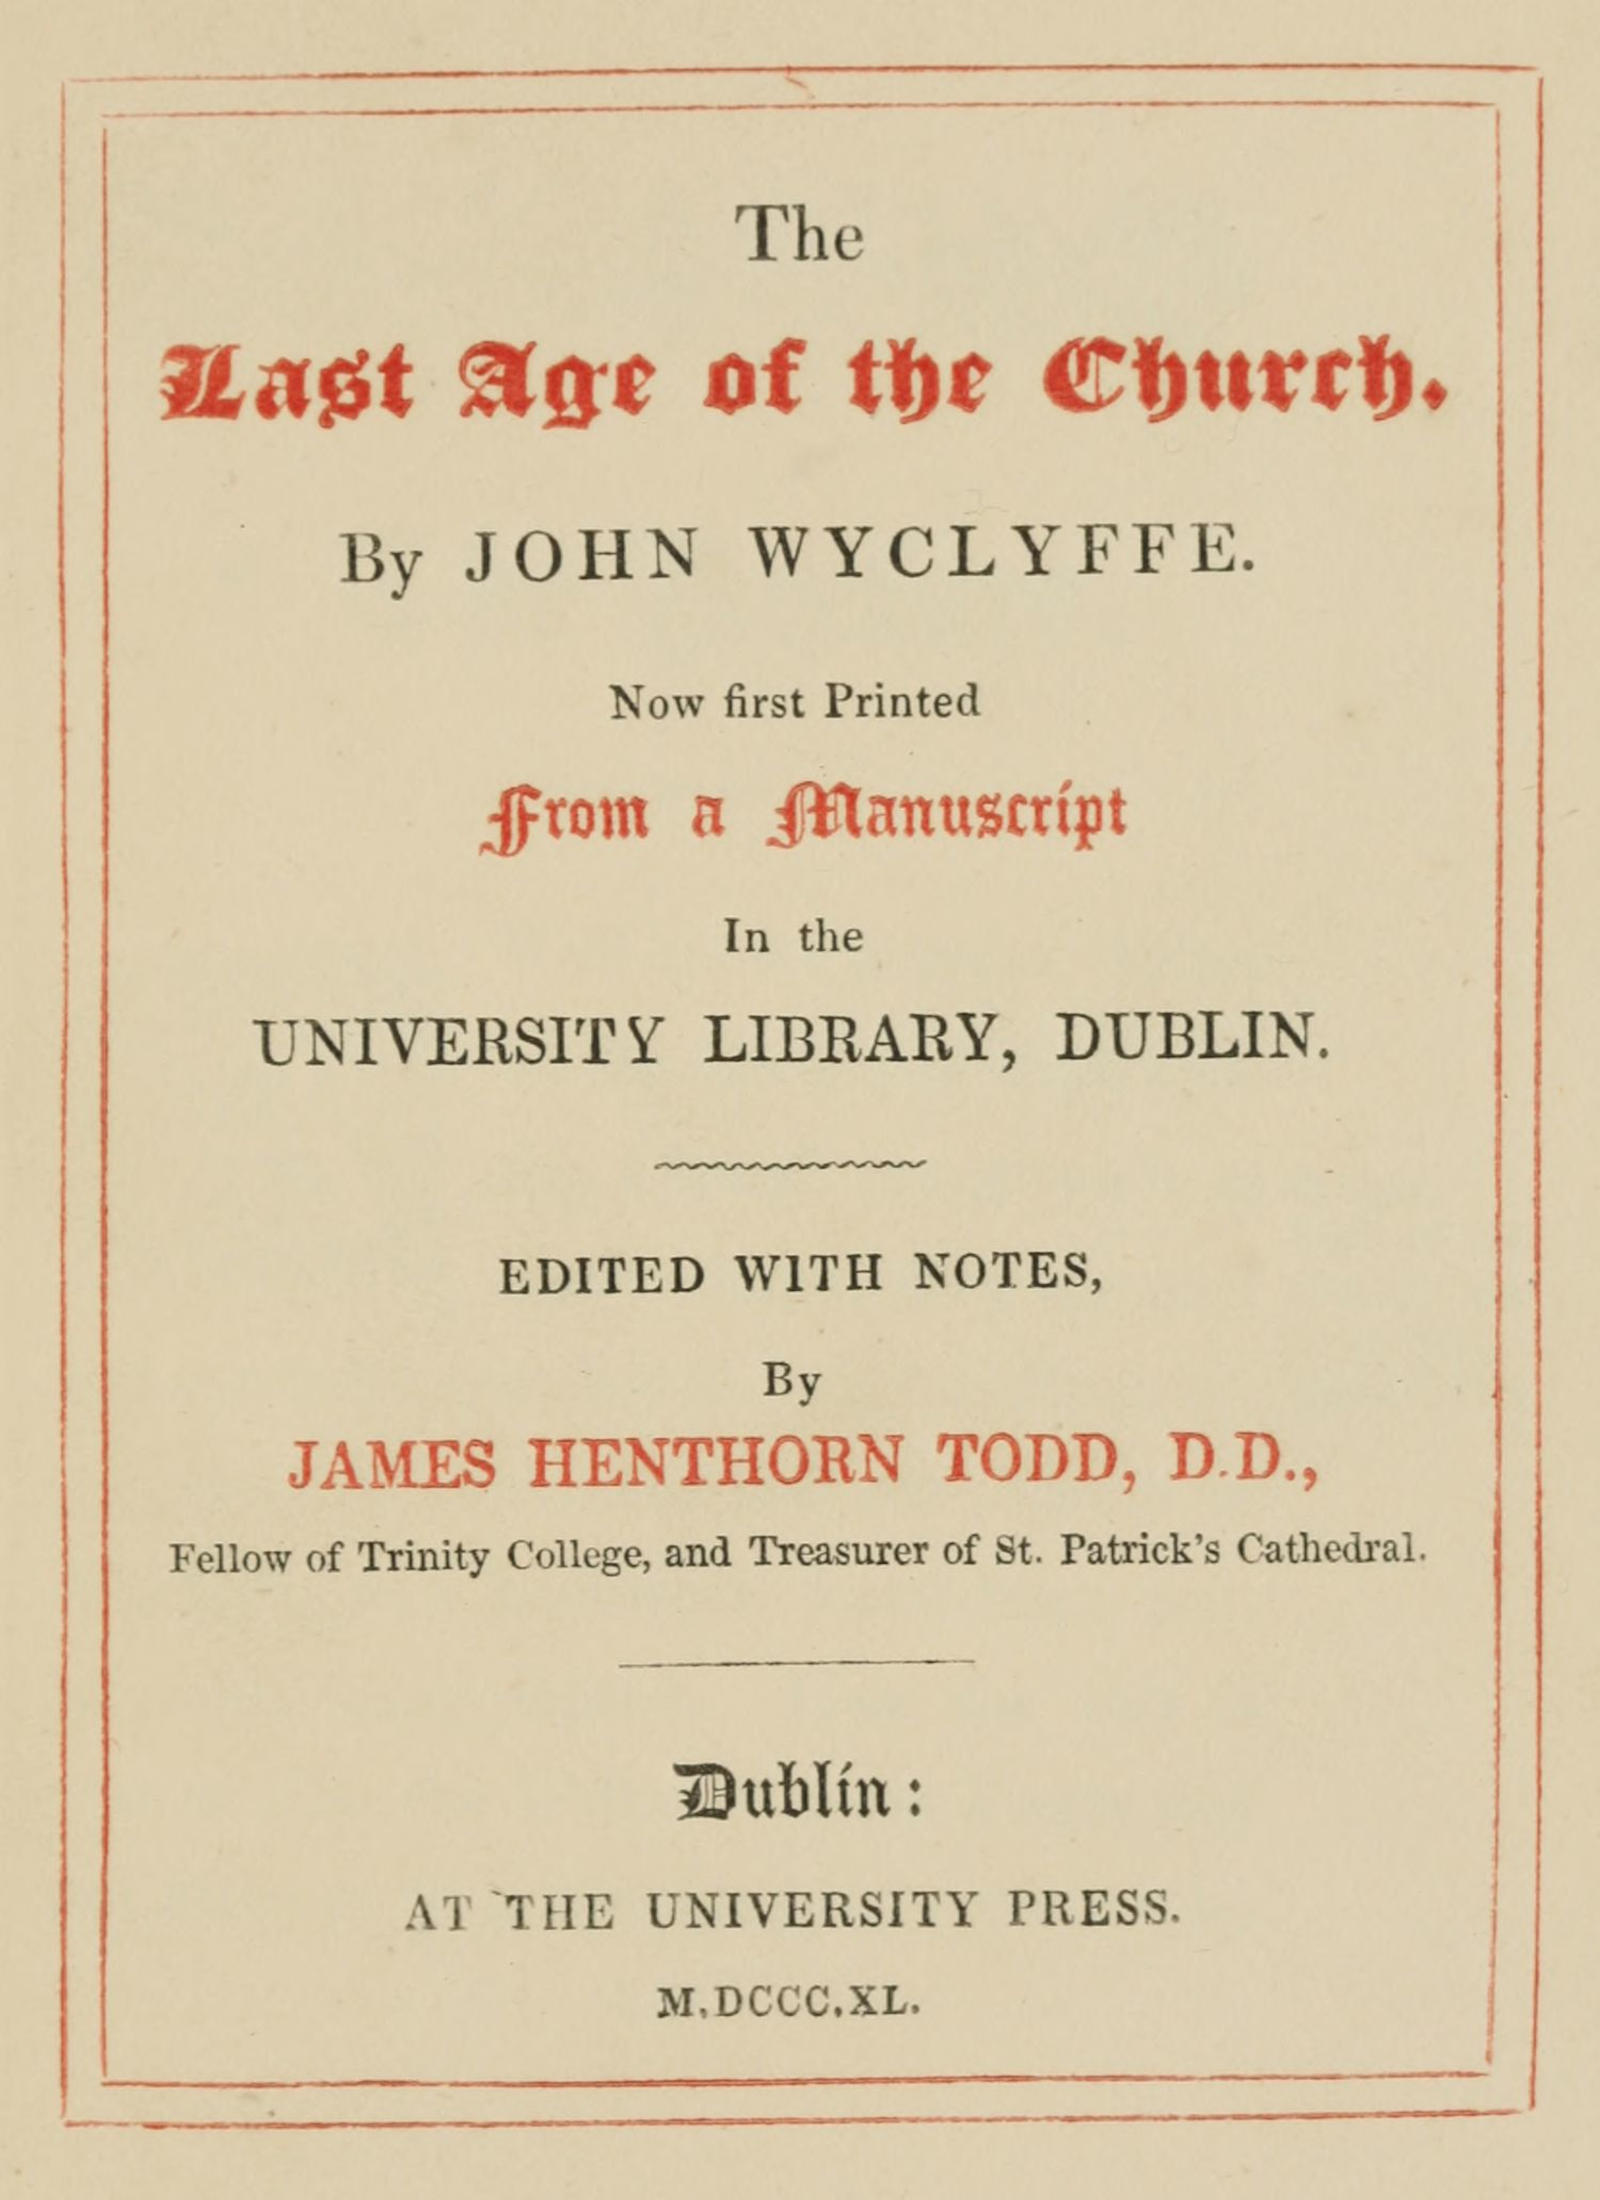 The
Last Age of the Church.
By JOHN WYCLYFFE.
Now first Printed
From a Manuscript
In the
UNIVERSITY LIBRARY, DUBLIN.
EDITED WITH NOTES,
By
JAMES HENTHORN TODD, D.D.,
Fellow of Trinity College, and Treasurer of St. Patrick's Cathedral.
Dublin:
AT THE UNIVERSITY PRESS.
M.DCCC.XL.